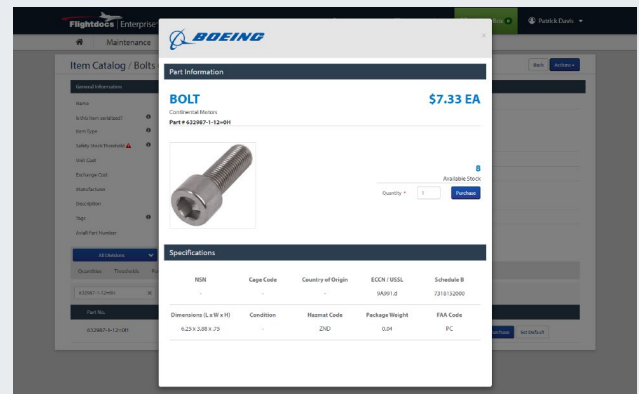 Flightdocs | Enterprise
Patrick Davis
Maintenance
Item Catalog / Bolts
Back
Actions
General Information
Name
Is this item serialized?
Item Type
Safety Stock Threshold
Unit Cost
Exchange Cost
Manufacturer
Description
Tags
Avail Part Number
All Divisions
Quantities Thresholds
632987-1-12=0H
Part No.
632987-1-12=0H
Set Default
BOEING
×
Part Information
BOLT
$7.33 EA
Continental Motors
Part # 632987-1-12=0H
8
Available Stock
Quantity * 1 Purchase
Specifications
NSN Cage Code Country of Origin ECCN / USSL Schedule B
- - - 9A991.d 7318152000
Dimensions (L x W x H) Condition Hazmat Code Package Weight FAA Code
6.25 x 3.88 x .75 - ZND 0.04 PC